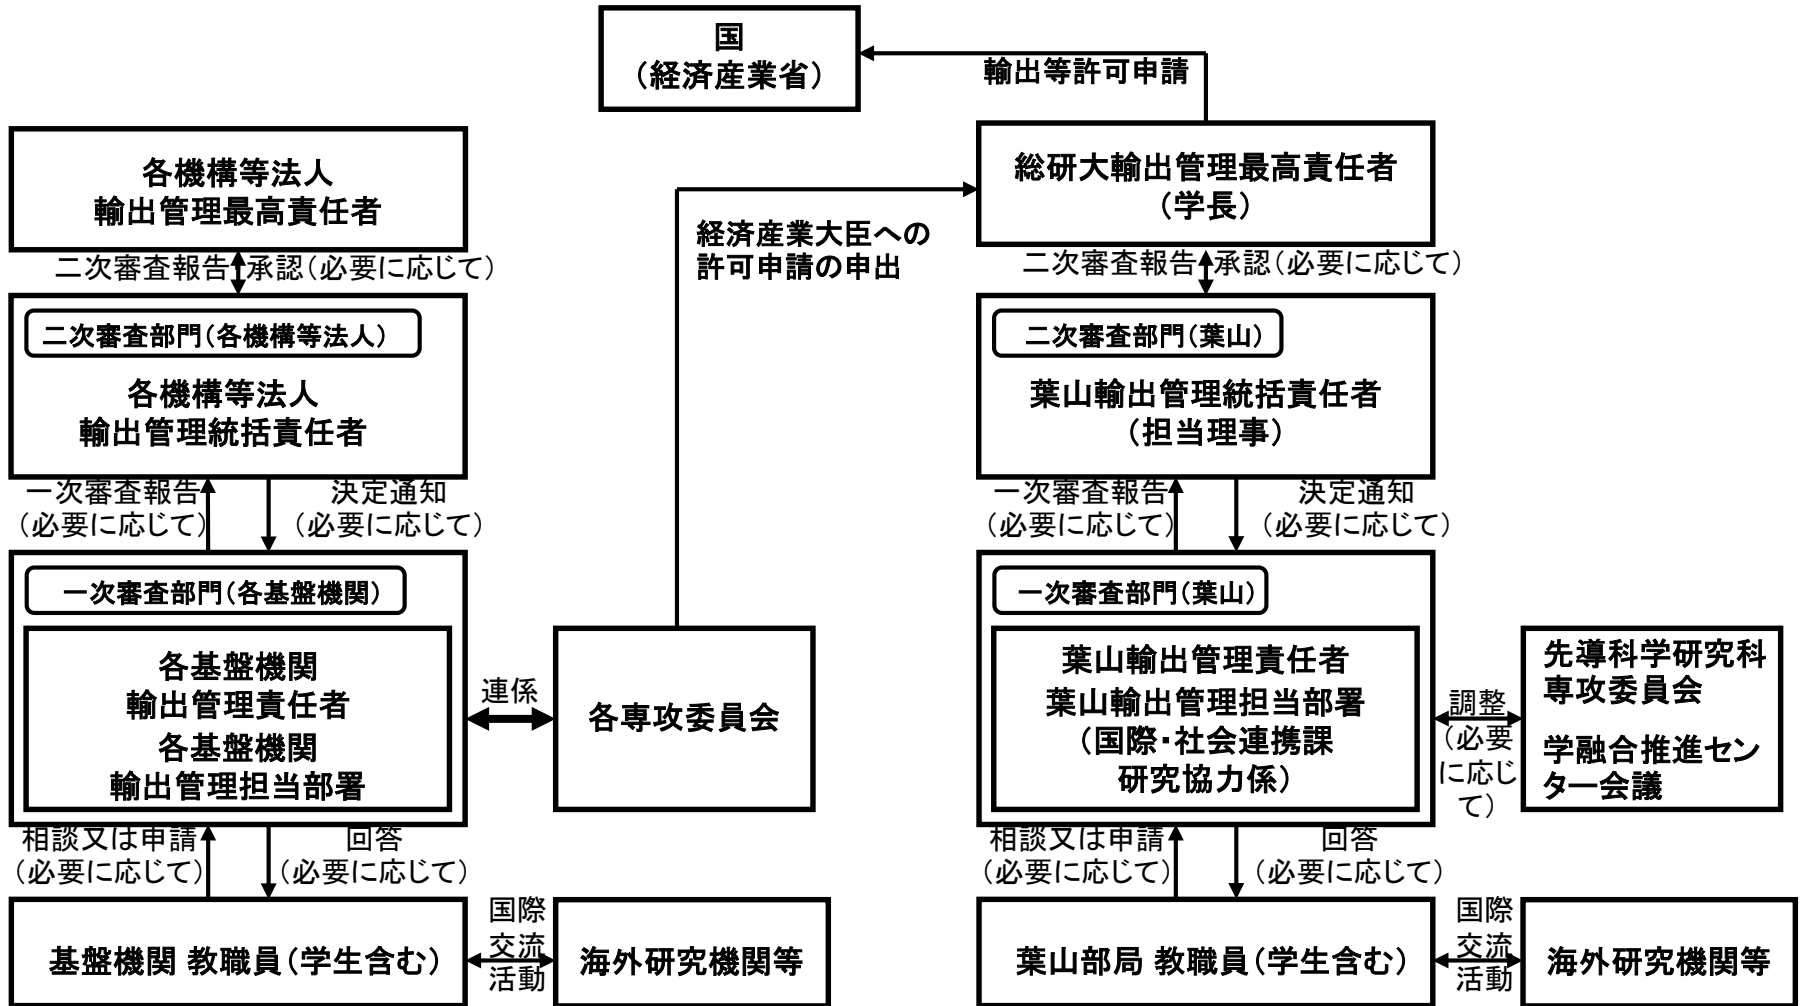 国
（経済産業省）
輸出等許可申請
各機構等法人
輸出管理最高責任者
総研大輸出管理最高責任者
（学長）
経済産業大臣への
許可申請の申出
二次審査報告
承認（必要に応じて）
二次審査報告
承認（必要に応じて）
二次審査部門（各機構等法人）
各機構等法人
輸出管理統括責任者
二次審査部門（葉山）
葉山輸出管理統括責任者
（担当理事）
一次審査報告
（必要に応じて）
決定通知
（必要に応じて）
一次審査報告
（必要に応じて）
決定通知
（必要に応じて）
一次審査部門（各基盤機関）
各基盤機関
輸出管理責任者
各基盤機関
輸出管理担当部署
連係
各専攻委員会
一次審査部門（葉山）
葉山輸出管理責任者
葉山輸出管理担当部署
（国際・社会連携課
研究協力係）
調整
（必要
に応じ
て）
先導科学研究科
専攻委員会
学融合推進セン
ター会議
相談又は申請
（必要に応じて）
回答
（必要に応じて）
相談又は申請
（必要に応じて）
回答
（必要に応じて）
基盤機関 教職員（学生含む）
国際
交流
活動
海外研究機関等
葉山部局 教職員（学生含む）
国際
交流
活動
海外研究機関等